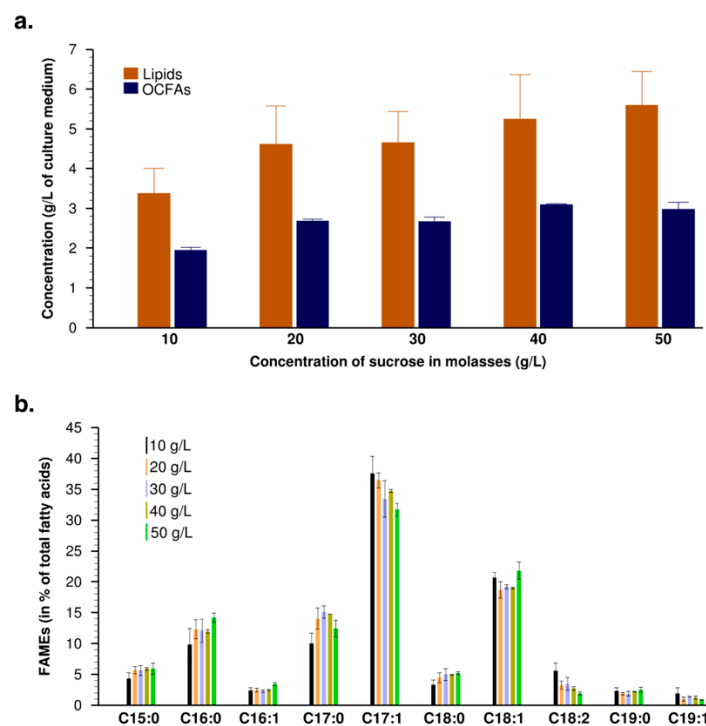 a.
Concentration (g/L of culture medium)
7
6
5
4
3
2
1
0
Lipids
OCFAs
10 20 30 40 50
Concentration of sucrose in molasses (g/L)
b.
FAMEs (in % of total fatty acids)
45
40
35
30
25
20
15
10
5
0
10 g/L
20 g/L
30 g/L
40 g/L
50 g/L
C15:0 C16:0 C16:1 C17:0 C17:1 C18:0 C18:1 C18:2 C19:0 C19:1